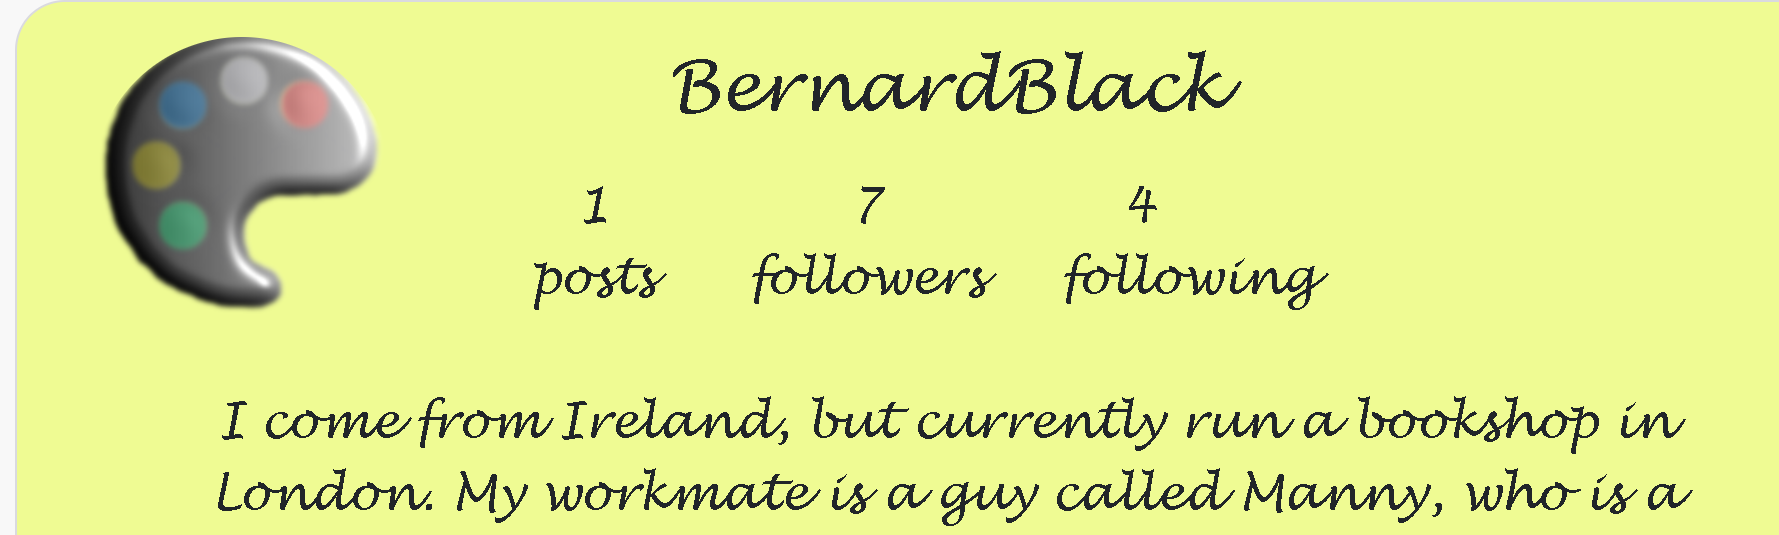 BernardBlack
1 7 4
posts followers following
I come from Ireland, but currently run a bookshop in
London. My workmate is a guy called Manny, who is a